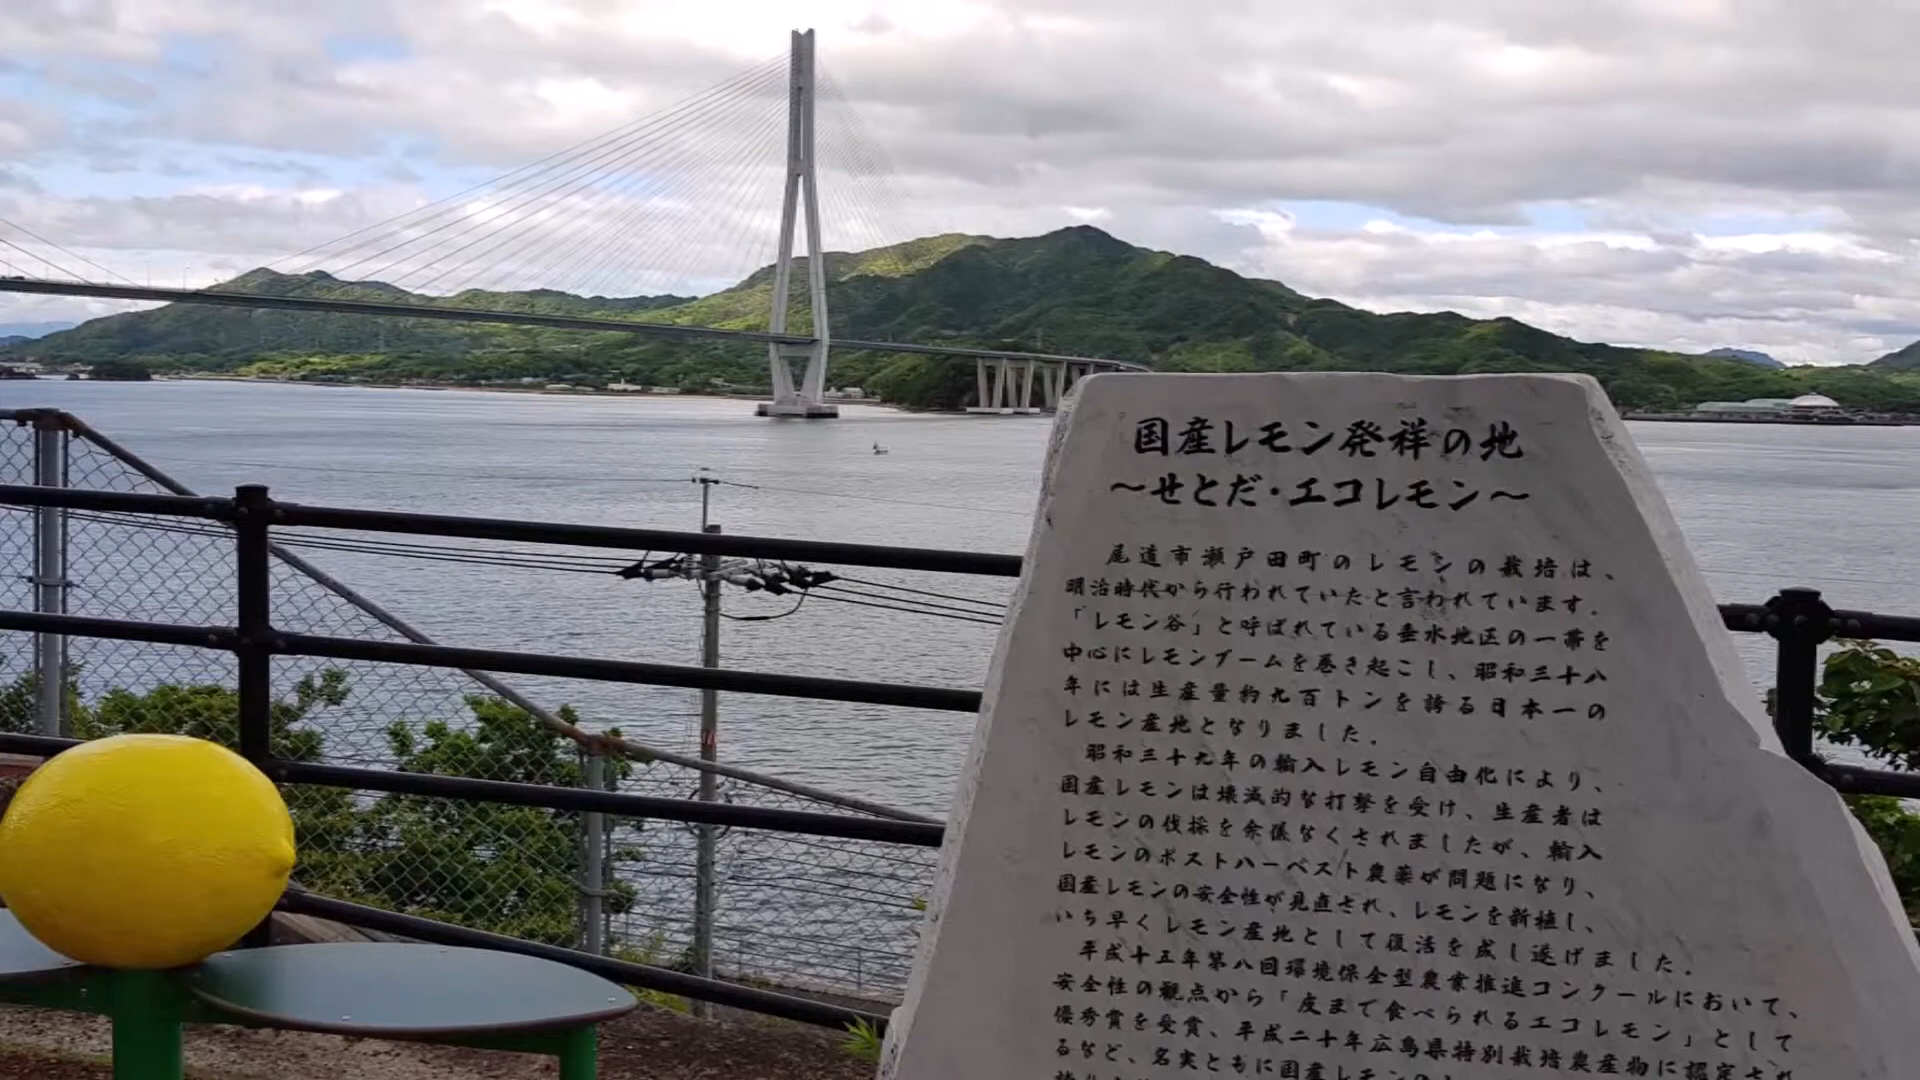 国産レモン発祥の地
〜せとだ・エコレモン〜
尾道市瀬戸田町のレモンの栽培は、
明治時代から行われていたと言われています。
「レモン谷」と呼ばれている垂水地区の一帯を
中心にレモンブームを巻き起こし、昭和三十八
年には生産量約九百トンを誇る日本一の
レモン産地となりました。
昭和三十九年の輸入レモン自由化により、
国産レモンは壊滅的な打撃を受け、生産者は
レモンの伐採を余儀なくされましたが、輸入
レモンのポストハーベスト農薬が問題になり、
国産レモンの安全性が見直され、レモンを新植し、
いち早くレモン産地として復活を成し遂げました。
平成十五年第八回環境保全型農業推進コンクールにおいて、
安全性の観点から「皮まで食べられるエコレモン」として
優秀賞を受賞、平成二十年広島県特別栽培農産物に認定され
るなど、名実ともに国産レモンの